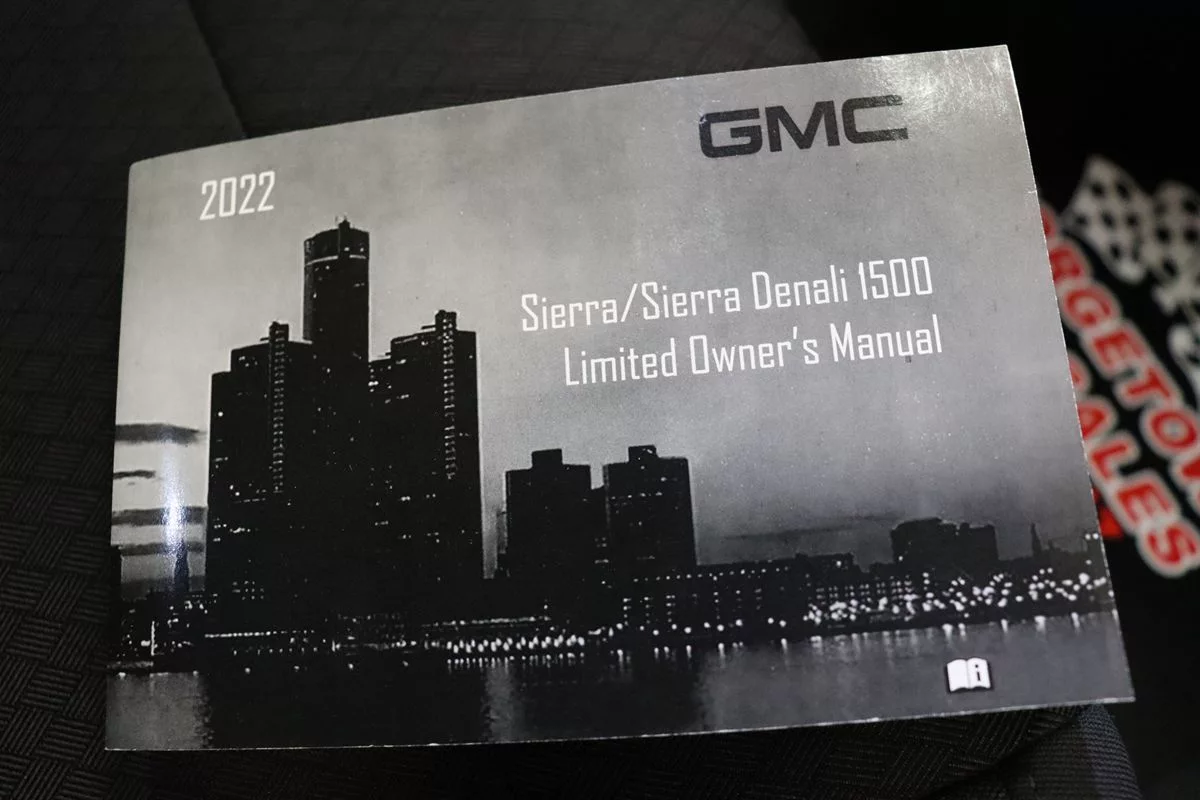 2022
GMC
Sierra/Sierra Denali 1500
Limited Owner's Manual